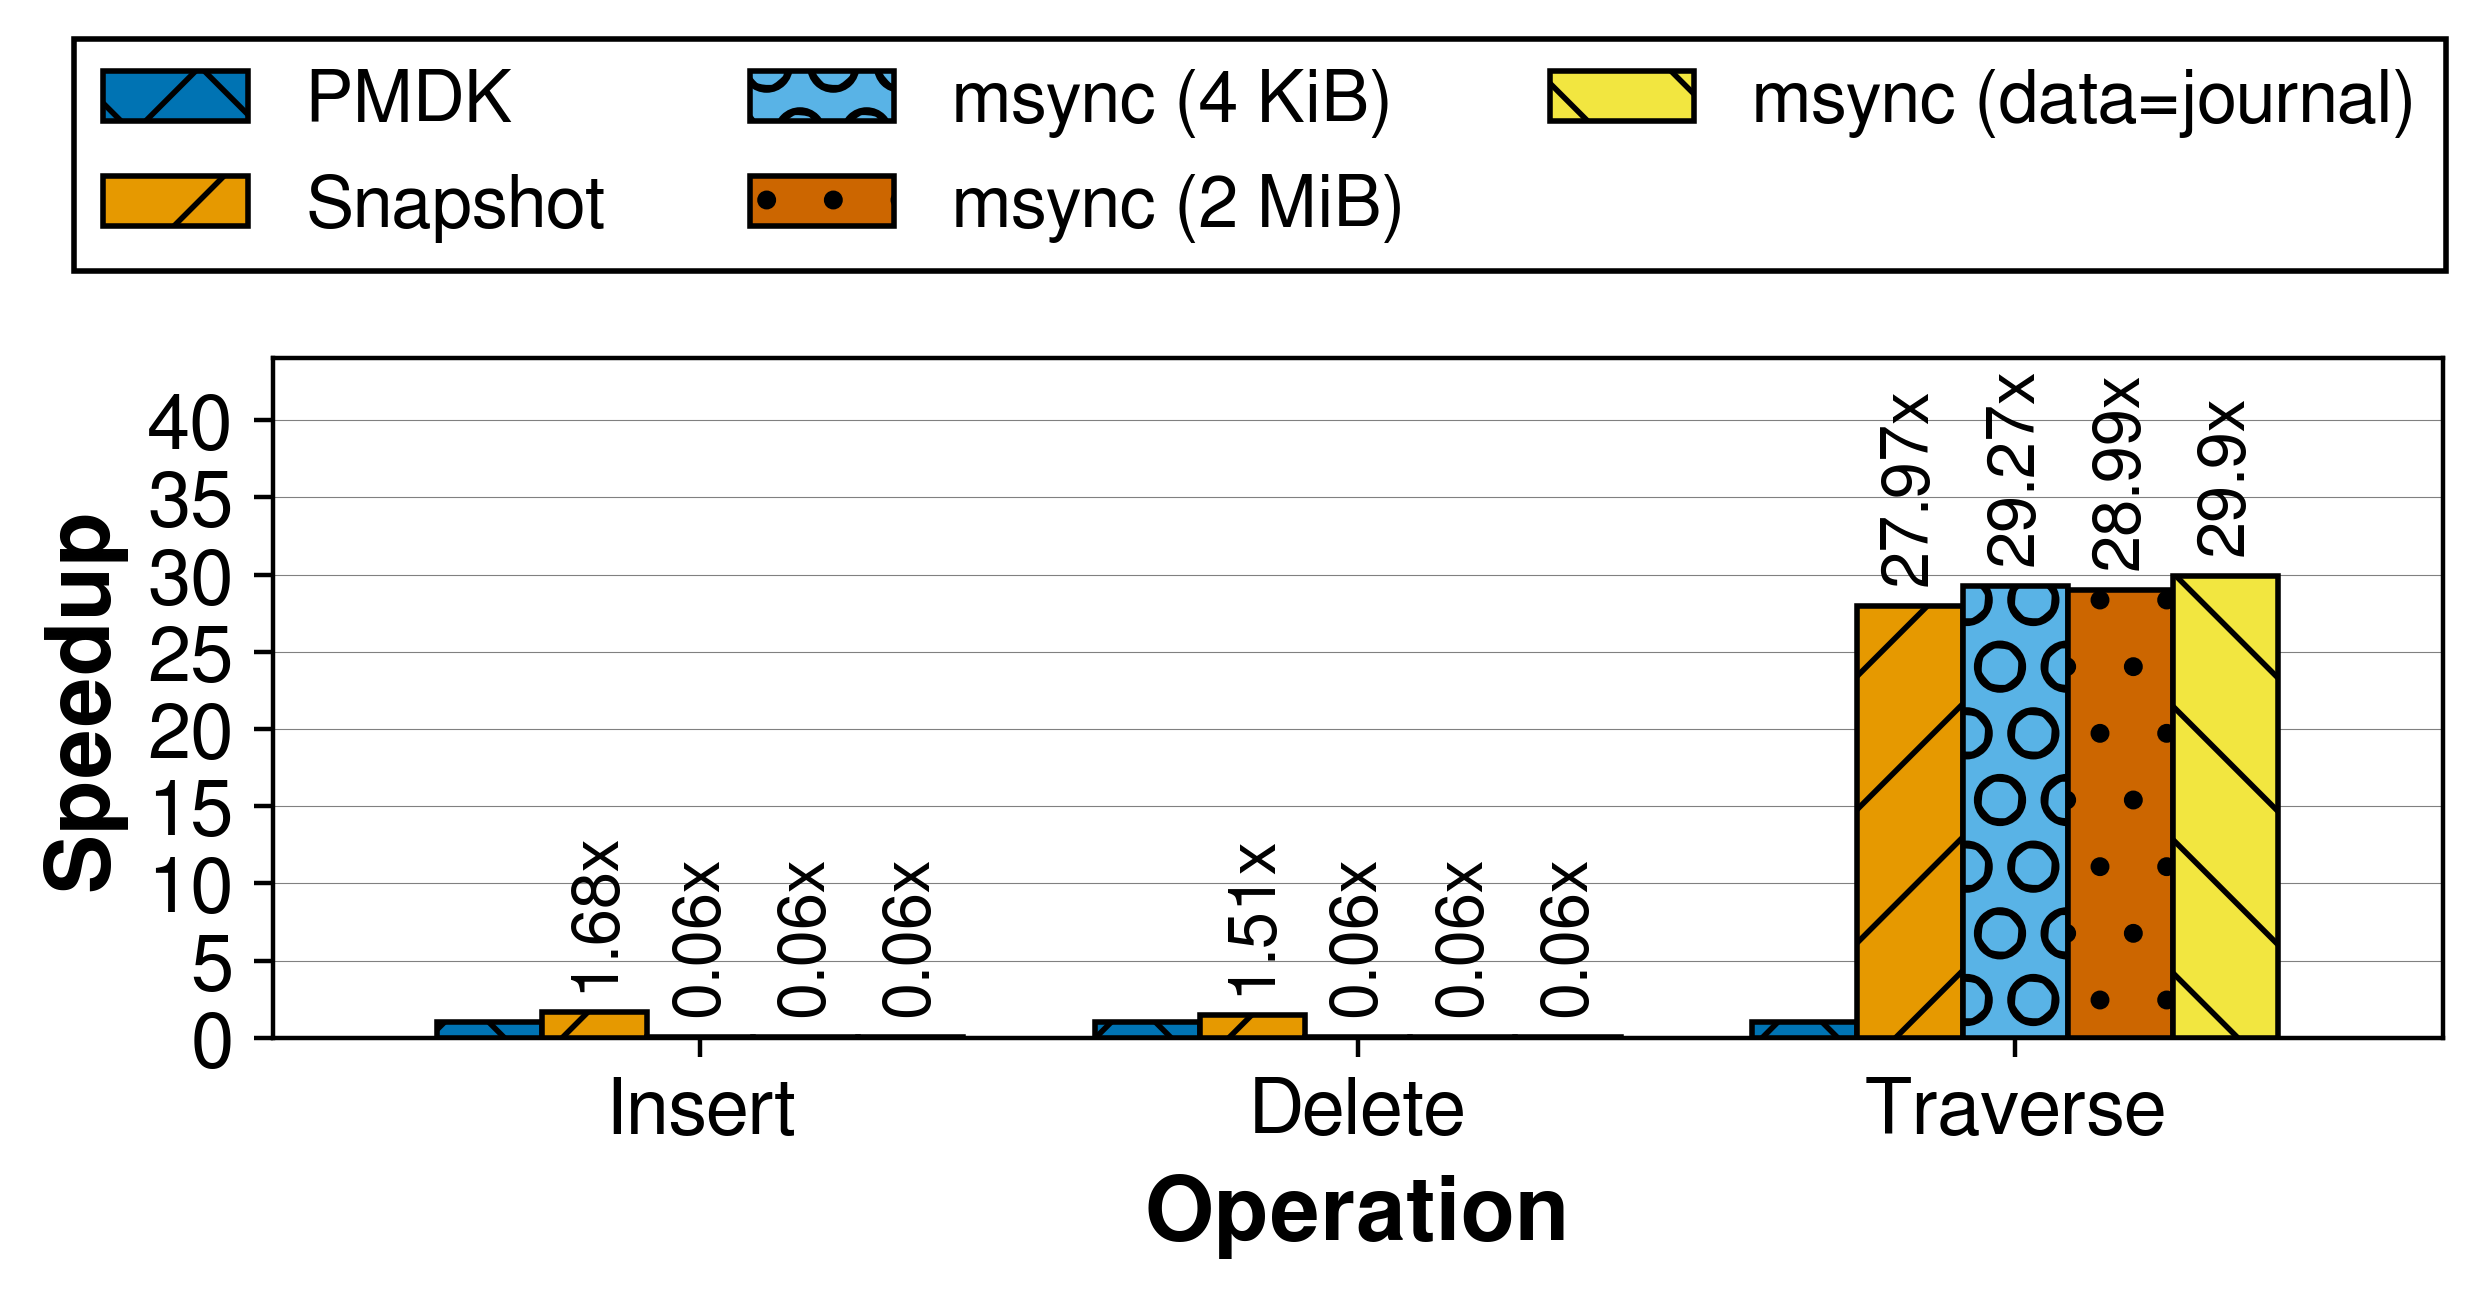 PMDK
Snapshot
msync (4 KiB)
msync (2 MiB)
msync (data=journal)
Speedup
40
35
30
25
20
15
10
5
0
1.68x
0.06x
0.06x
0.06x
1.51x
0.06x
0.06x
0.06x
27.97x
29.27x
28.99x
29.9x
Insert
Delete
Traverse
Operation